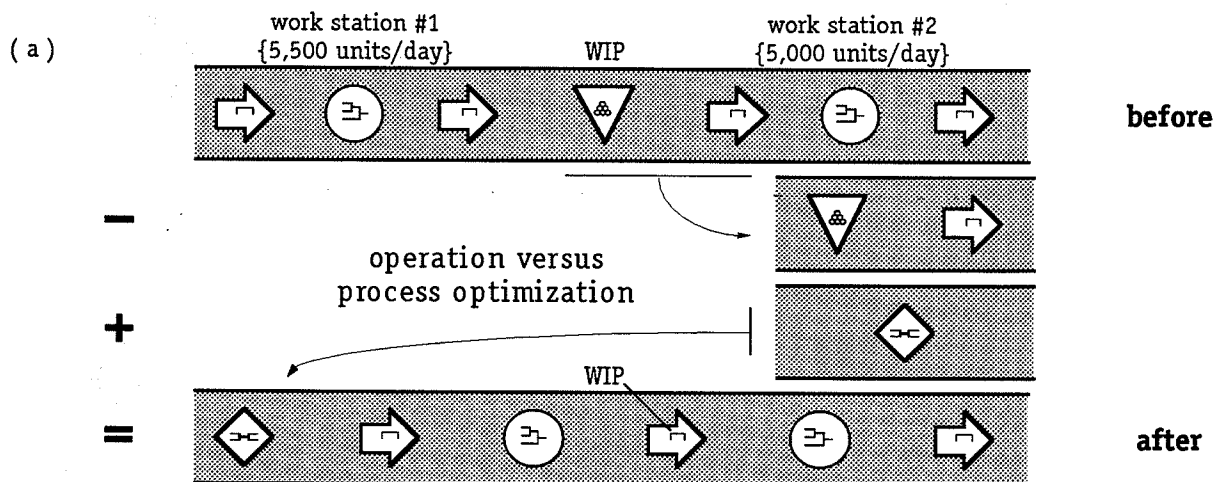 (a)
work station #1
{5,500 units/day}
WIP
work station #2
{5,000 units/day}
before
−
operation versus
process optimization
+
WIP
=
after